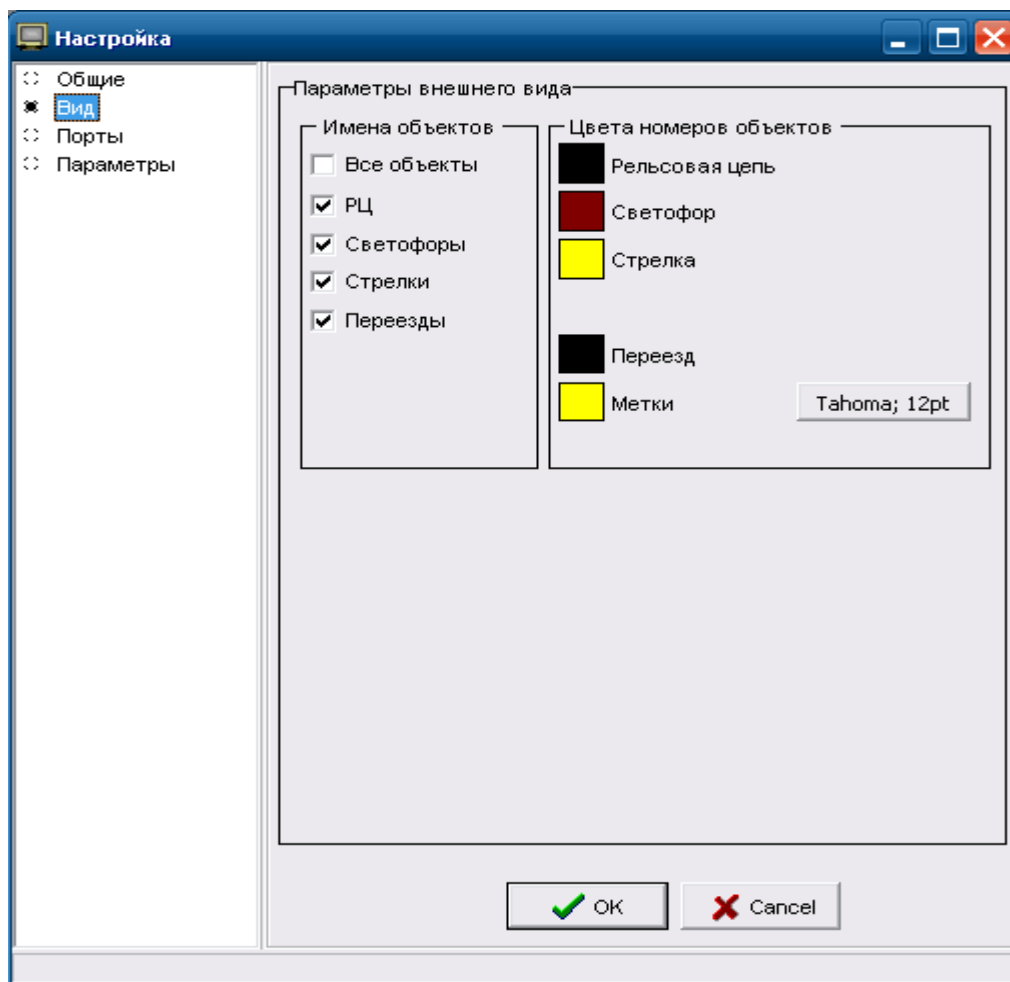 Настройка
Общие
Вид
Порты
Параметры
Параметры внешнего вида
Имена объектов
Все объекты
РЦ
Светофоры
Стрелки
Переезды
Цвета номеров объектов
Рельсовая цепь
Светофор
Стрелка
Переезд
Метки
Tahoma; 12pt
OK
Cancel